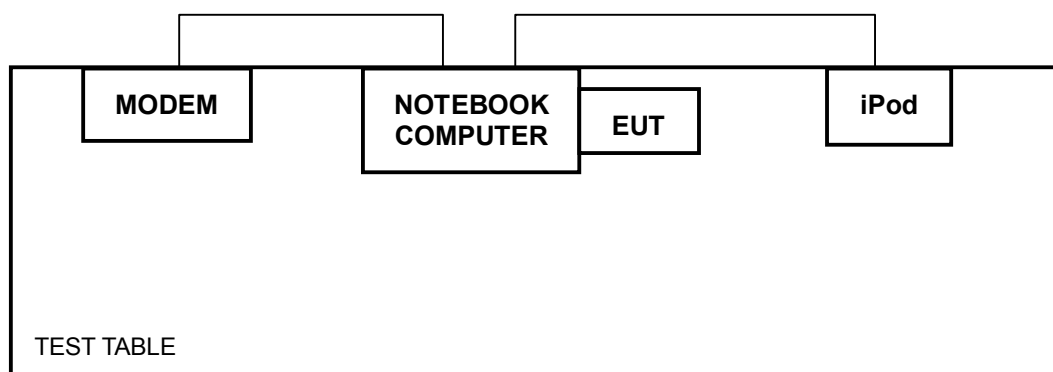 MODEM
NOTEBOOK
COMPUTER
EUT
iPod
TEST TABLE